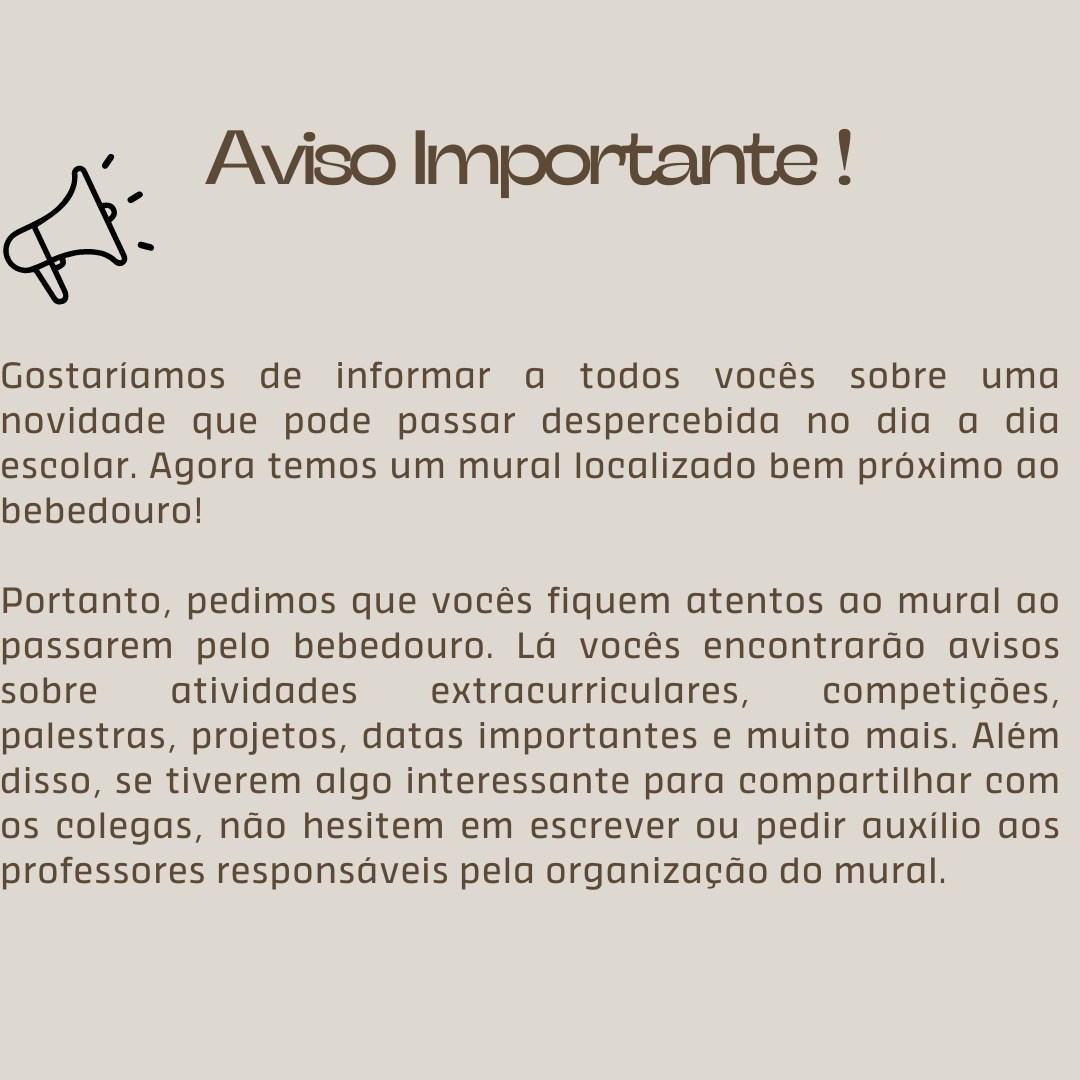 Aviso Importante !
Gostaríamos de informar a todos vocês sobre uma
novidade que pode passar despercebida no dia a dia
escolar. Agora temos um mural localizado bem próximo ao
bebedouro!
Portanto, pedimos que vocês fiquem atentos ao mural ao
passarem pelo bebedouro. Lá vocês encontrarão avisos
sobre atividades extracurriculares, competições,
palestras, projetos, datas importantes e muito mais. Além
disso, se tiverem algo interessante para compartilhar com
os colegas, não hesitem em escrever ou pedir auxílio aos
professores responsáveis pela organização do mural.